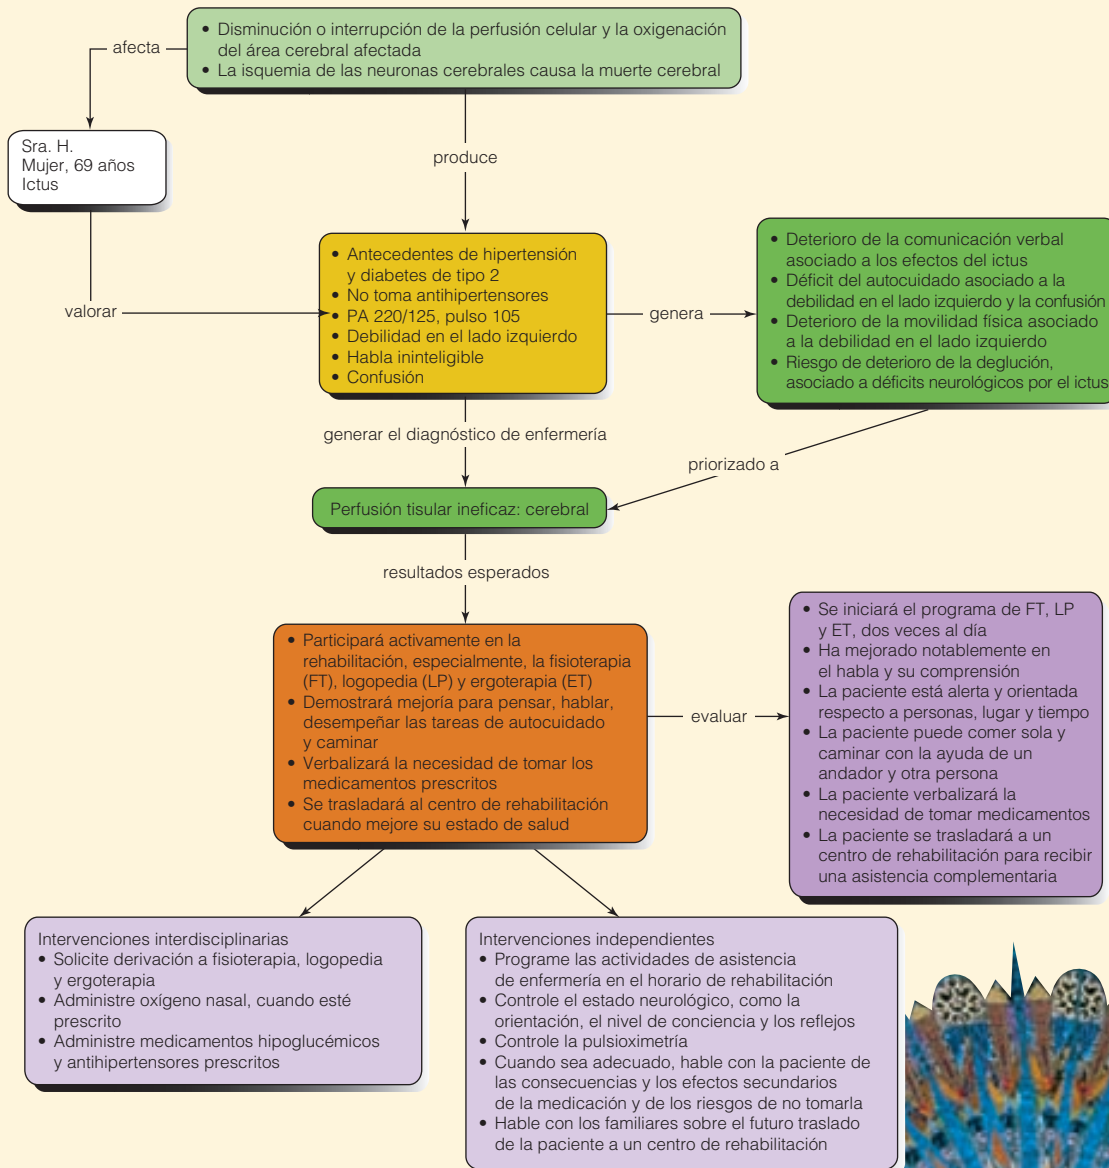 • Disminución o interrupción de la perfusión celular y la oxigenación
del área cerebral afectada
• La isquemia de las neuronas cerebrales causa la muerte cerebral
afecta
Sra. H.
Mujer, 69 años
Ictus
produce
valorar
• Antecedentes de hipertensión
y diabetes de tipo 2
• No toma antihipertensores
• PA 220/125, pulso 105
• Debilidad en el lado izquierdo
• Habla ininteligible
• Confusión
genera
• Deterioro de la comunicación verbal
asociado a los efectos del ictus
• Déficit del autocuidado asociado a la
debilidad en el lado izquierdo y la confusión
• Deterioro de la movilidad física asociado
a la debilidad en el lado izquierdo
• Riesgo de deterioro de la deglución,
asociado a déficits neurológicos por el ictus
generar el diagnóstico de enfermería
priorizado a
Perfusión tisular ineficaz: cerebral
resultados esperados
• Participará activamente en la
rehabilitación, especialmente, la fisioterapia
(FT), logopedia (LP) y ergoterapia (ET)
• Demostrará mejoría para pensar, hablar,
desempeñar las tareas de autocuidado
y caminar
• Verbalizará la necesidad de tomar los
medicamentos prescritos
• Se trasladará al centro de rehabilitación
cuando mejore su estado de salud
evaluar
• Se iniciará el programa de FT, LP
y ET, dos veces al día
• Ha mejorado notablemente en
el habla y su comprensión
• La paciente está alerta y orientada
respecto a personas, lugar y tiempo
• La paciente puede comer sola y
caminar con la ayuda de un
andador y otra persona
• La paciente verbalizará la
necesidad de tomar medicamentos
• La paciente se trasladará a un
centro de rehabilitación para recibir
una asistencia complementaria
Intervenciones interdisciplinarias
• Solicite derivación a fisioterapia, logopedia
y ergoterapia
• Administre oxígeno nasal, cuando esté
prescrito
• Administre medicamentos hipoglucémicos
y antihipertensores prescritos
Intervenciones independientes
• Programe las actividades de asistencia
de enfermería en el horario de rehabilitación
• Controle el estado neurológico, como la
orientación, el nivel de conciencia y los reflejos
• Controle la pulsioximetría
• Cuando sea adecuado, hable con la paciente de
las consecuencias y los efectos secundarios
de la medicación y de los riesgos de no tomarla
• Hable con los familiares sobre el futuro traslado
de la paciente a un centro de rehabilitación